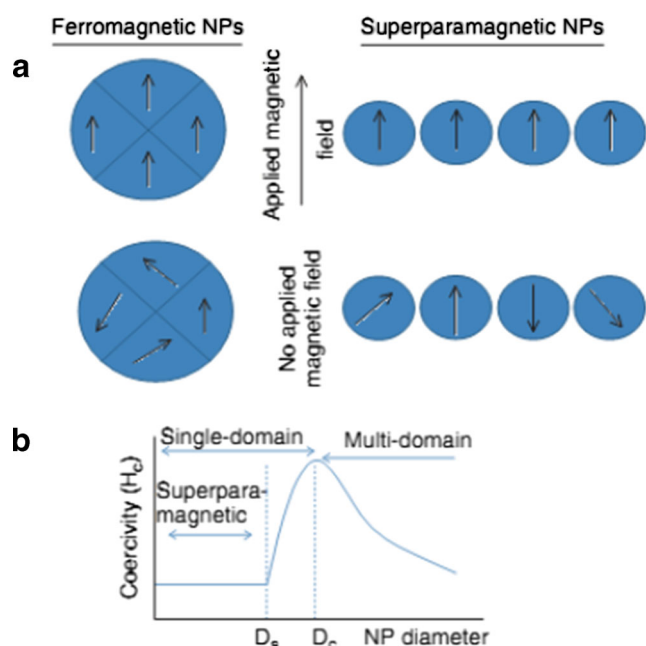 Ferromagnetic NPs
Superparamagnetic NPs
a
Applied magnetic
field
No applied
magnetic field
b
Single-domain
Multi-domain
Superpara-
magnetic
Coercivity (Hc)
Ds
Dc
NP diameter